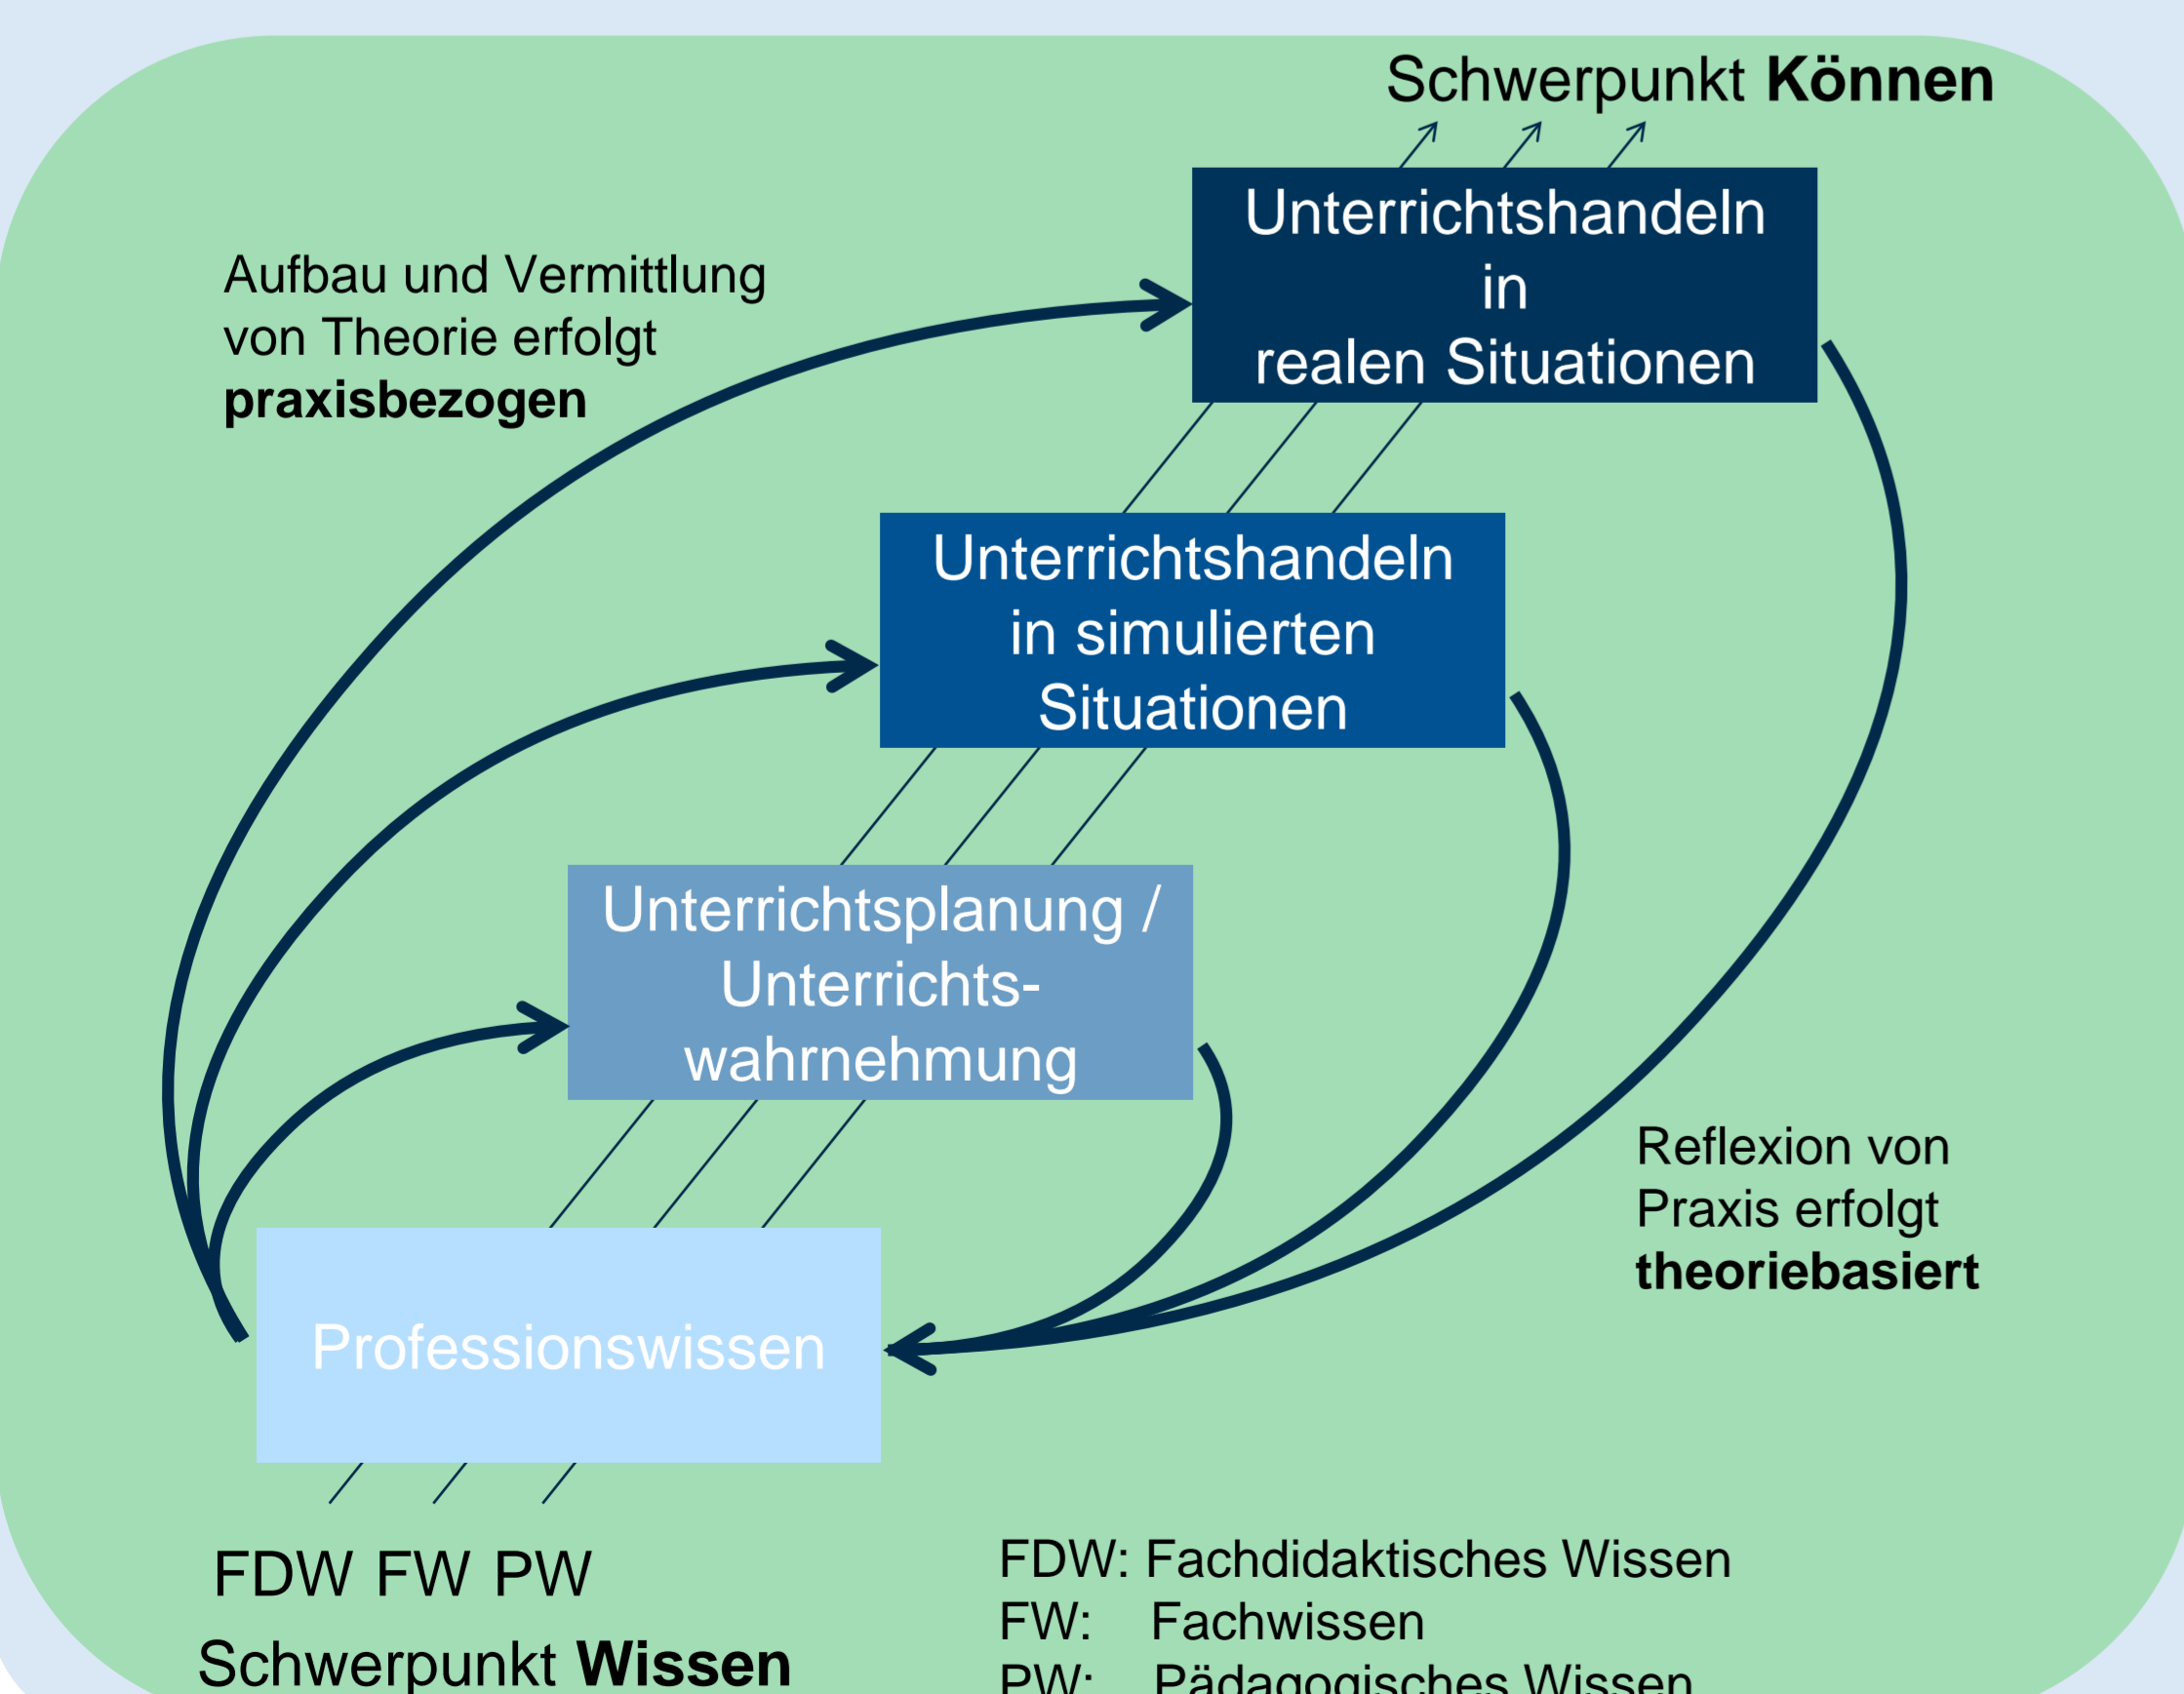 Schwerpunkt Können
Unterrichtshandeln
in
realen Situationen
Aufbau und Vermittlung
von Theorie erfolgt
praxisbezogen
Unterrichtshandeln
in simulierten
Situationen
Unterrichtsplanung /
Unterrichts-
wahrnehmung
Reflexion von
Praxis erfolgt
theoriebasiert
Professionswissen
FDW FW PW
Schwerpunkt Wissen
FDW: Fachdidaktisches Wissen
FW: Fachwissen
PW: Pädagogisches Wissen